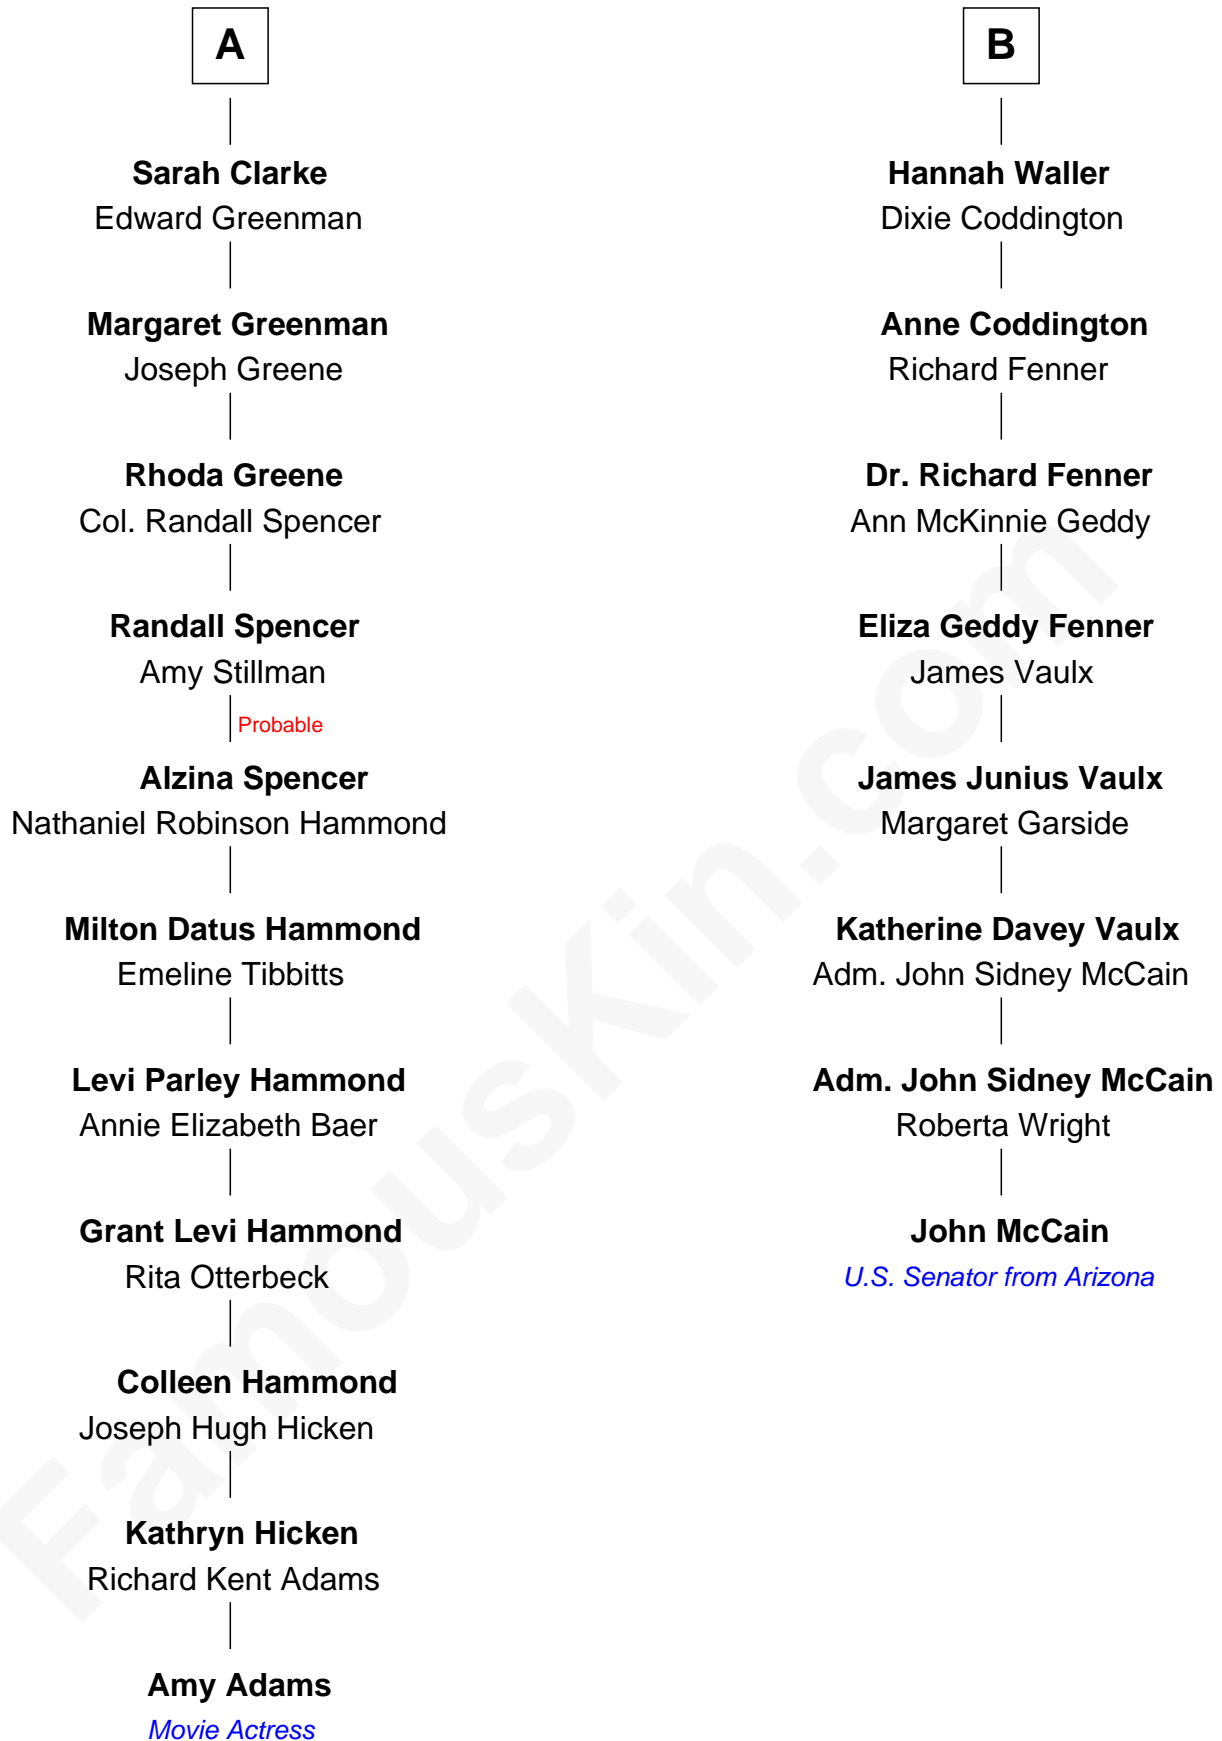 A
Sarah Clarke
Edward Greenman
Margaret Greenman
Joseph Greene
Rhoda Greene
Col. Randall Spencer
Randall Spencer
Amy Stillman
Probable
Alzina Spencer
Nathaniel Robinson Hammond
Milton Datus Hammond
Emeline Tibbitts
Levi Parley Hammond
Annie Elizabeth Baer
Grant Levi Hammond
Rita Otterbeck
Colleen Hammond
Joseph Hugh Hicken
Kathryn Hicken
Richard Kent Adams
Amy Adams
Movie Actress
B
Hannah Waller
Dixie Coddington
Anne Coddington
Richard Fenner
Dr. Richard Fenner
Ann McKinnie Geddy
Eliza Geddy Fenner
James Vaulx
James Junius Vaulx
Margaret Garside
Katherine Davey Vaulx
Adm. John Sidney McCain
Adm. John Sidney McCain
Roberta Wright
John McCain
U.S. Senator from Arizona
FamousKin.com